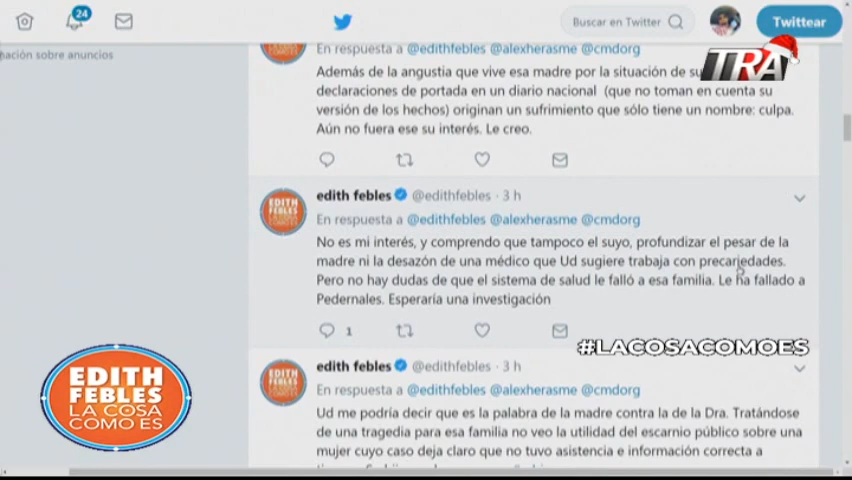 24
Buscar en Twitter
Twittear
nación sobre anuncios
En respuesta a @edithfebles @alexherasme @cmdorg
TRA
Además de la angustia que vive esa madre por la situación de su
declaraciones de portada en un diario nacional (que no toman en cuenta su
versión de los hechos) originan un sufrimiento que sólo tiene un nombre: culpa.
Aún no fuera ese su interés. Le creo.
edith febles @edithfebles · 3 h
En respuesta a @edithfebles @alexherasme @cmdorg
No es mi interés, y comprendo que tampoco el suyo, profundizar el pesar de la
madre ni la desazón de una médico que Ud sugiere trabaja con precariedades.
Pero no hay dudas de que el sistema de salud le falló a esa familia. Le ha fallado a
Pedernales. Esperaría una investigación
1
#LACOSACOMOES
edith febles @edithfebles · 3 h
En respuesta a @edithfebles @alexherasme @cmdorg
Ud me podría decir que es la palabra de la madre contra la de la Dra. Tratándose
de una tragedia para esa familia no veo la utilidad del escarnio público sobre una
mujer cuyo caso deja claro que no tuvo asistencia e información correcta a
EDITH
FEBLES
LA COSA
COMO ES